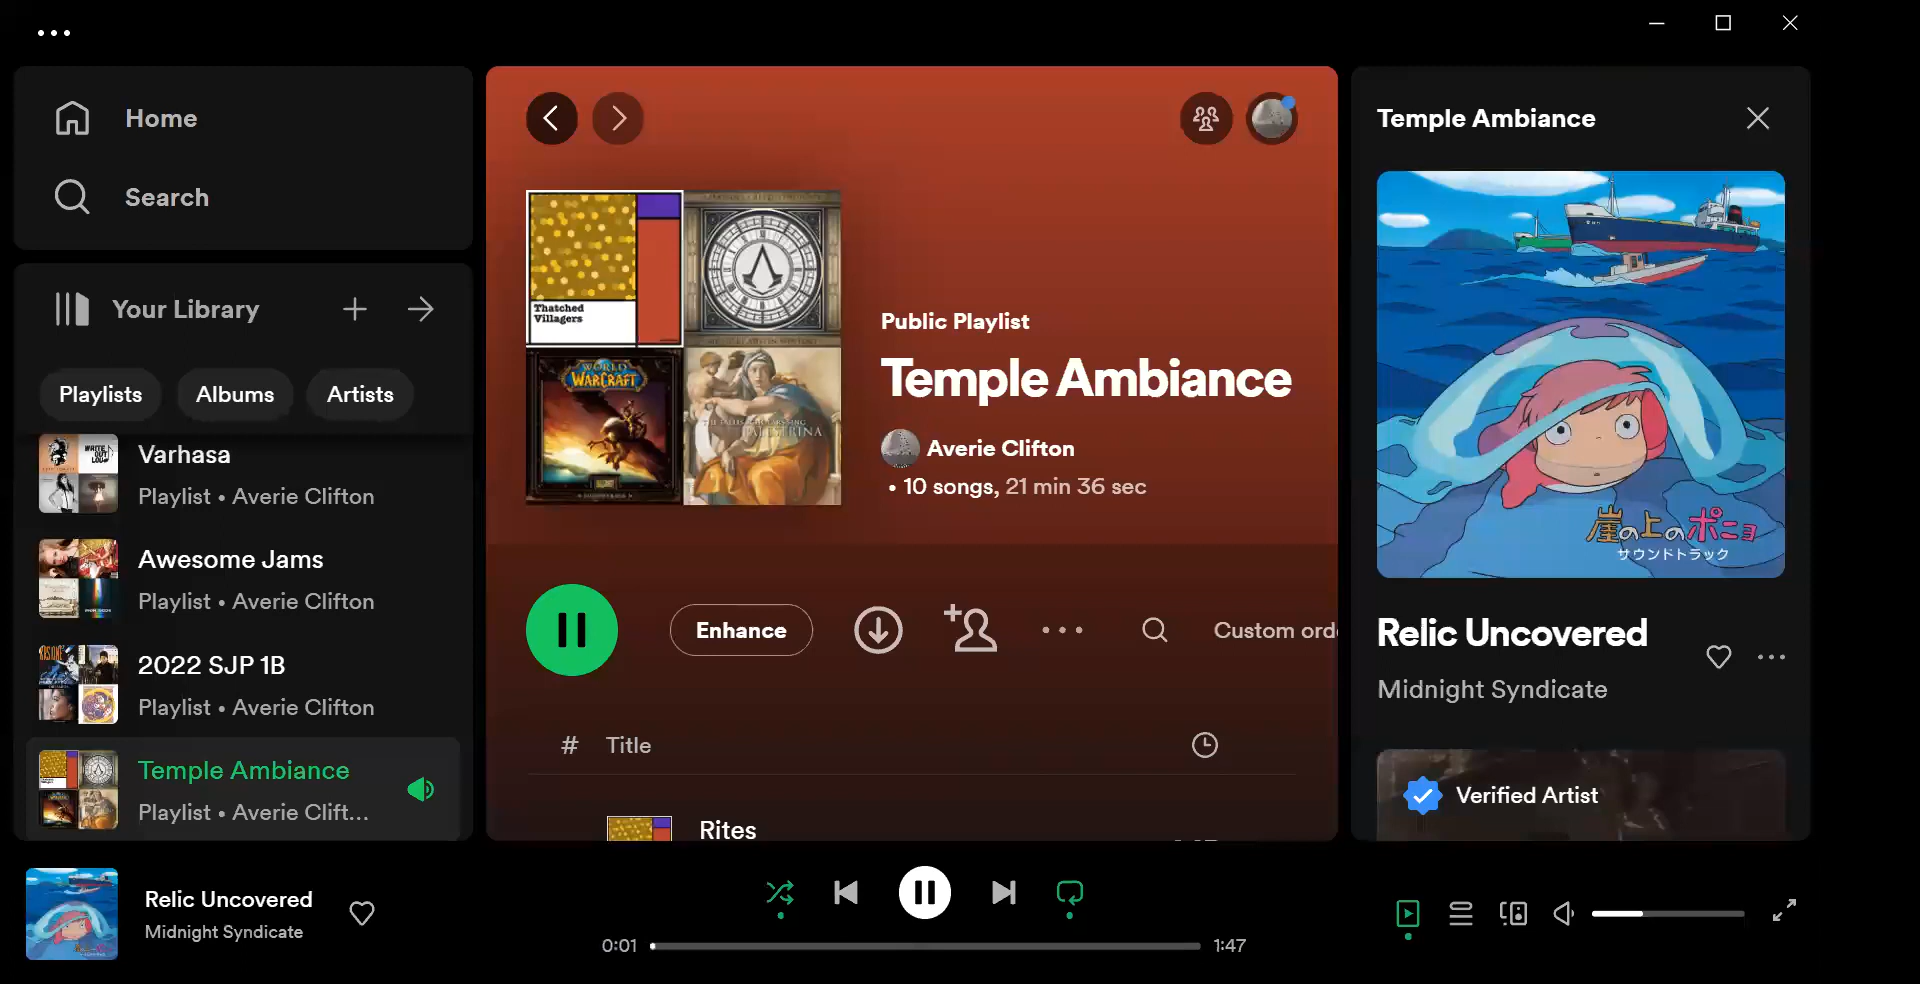 Home
Search
Your Library
Playlists
Albums
Artists
Varhasa
Playlist • Averie Clifton
Awesome Jams
Playlist • Averie Clifton
2022 SJP 1B
Playlist • Averie Clifton
Temple Ambiance
Playlist • Averie Clift...
Thatched
Villagers
WORLD
WARCRAFT
PALESTRINA
Public Playlist
Temple Ambiance
Averie Clifton
• 10 songs, 21 min 36 sec
Enhance
Custom orde
# Title
Rites
Temple Ambiance
崖の上のポニョ
サウンドトラック
Relic Uncovered
Midnight Syndicate
Verified Artist
Relic Uncovered
Midnight Syndicate
0:01
1:47